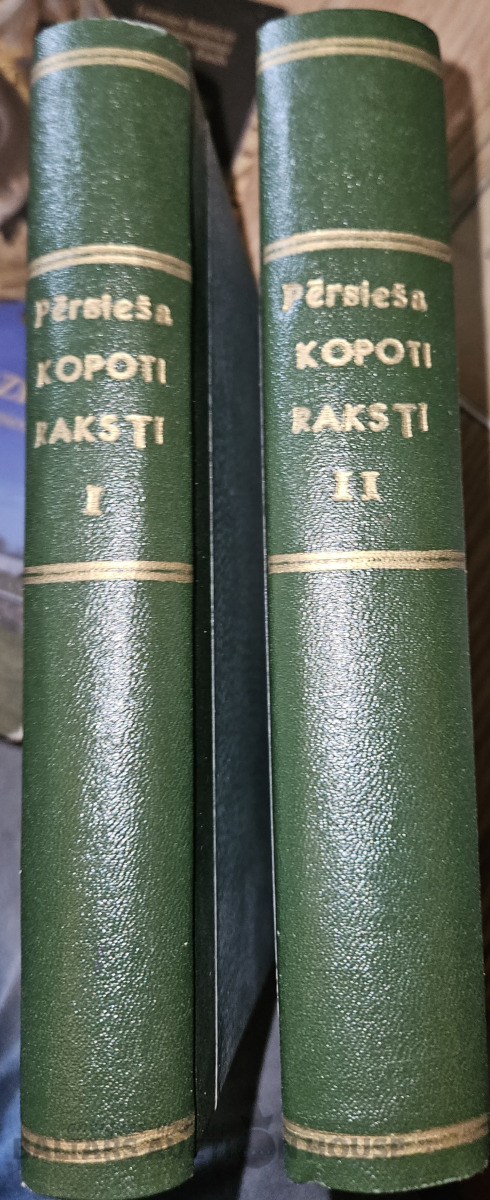 Pērsieša
KOPOTI
RAKSTI
I
Pērsieša
KOPOTI
RAKSTI
II